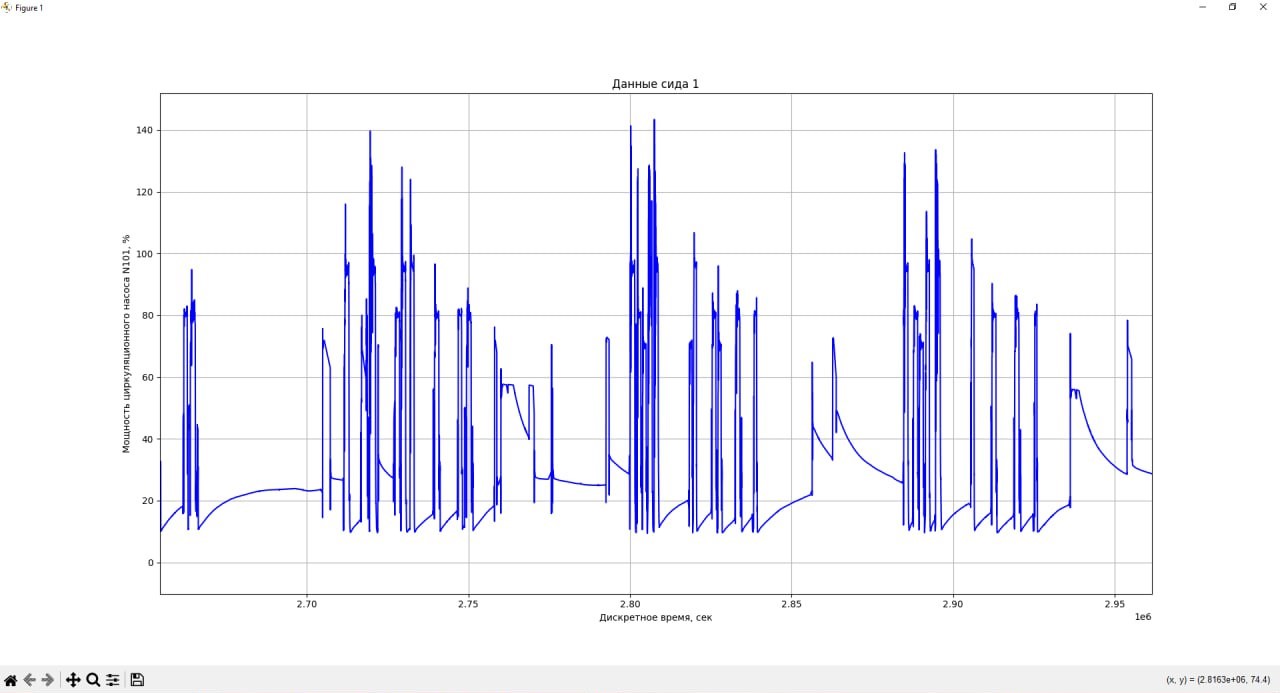 Figure 1
Данные сида 1
Мощность циркуляционного насоса N101, %
140
120
100
80
60
40
20
0
2.70 2.75 2.80 2.85 2.90 2.95
1e6
Дискретное время, сек
(x, y) = (2.8163e+06, 74.4)